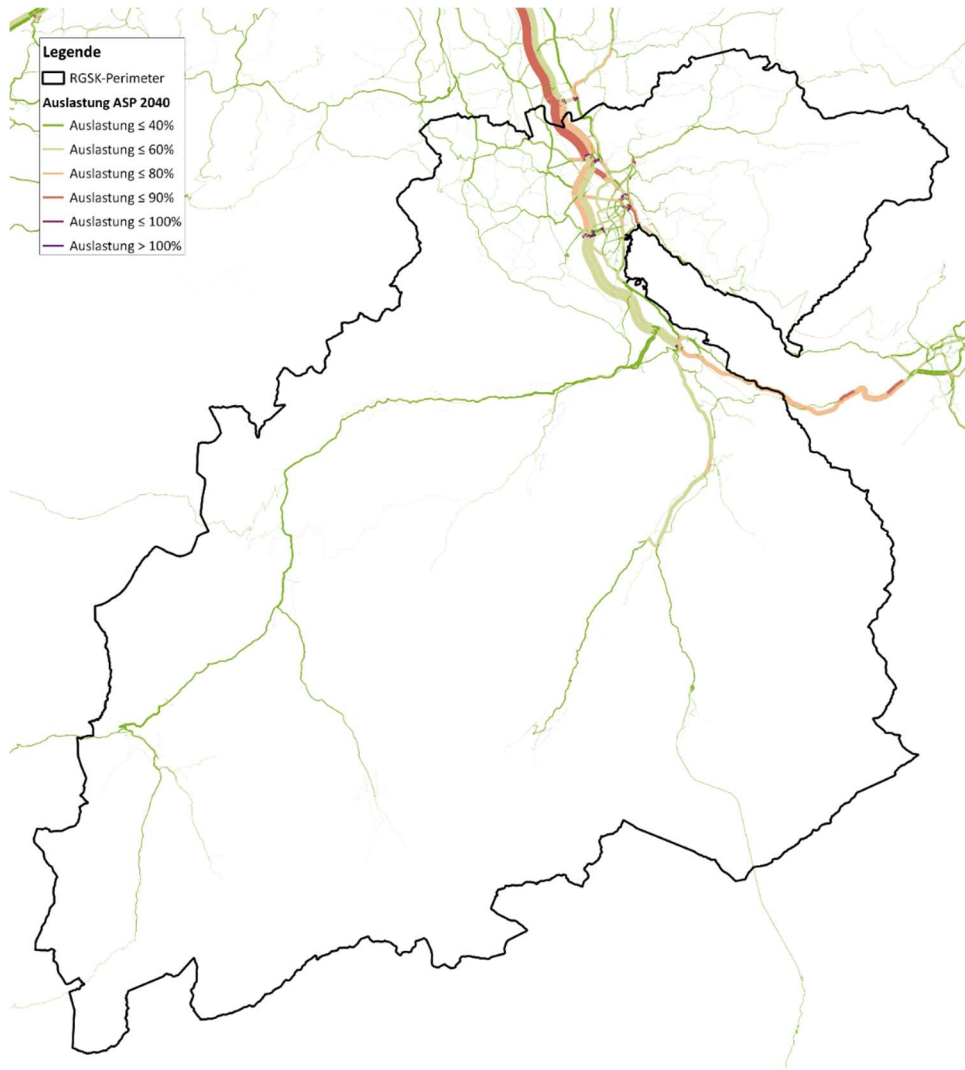 Legende
RGSK-Perimeter
Auslastung ASP 2040
Auslastung ≤ 40%
Auslastung ≤ 60%
Auslastung ≤ 80%
Auslastung ≤ 90%
Auslastung ≤ 100%
Auslastung > 100%